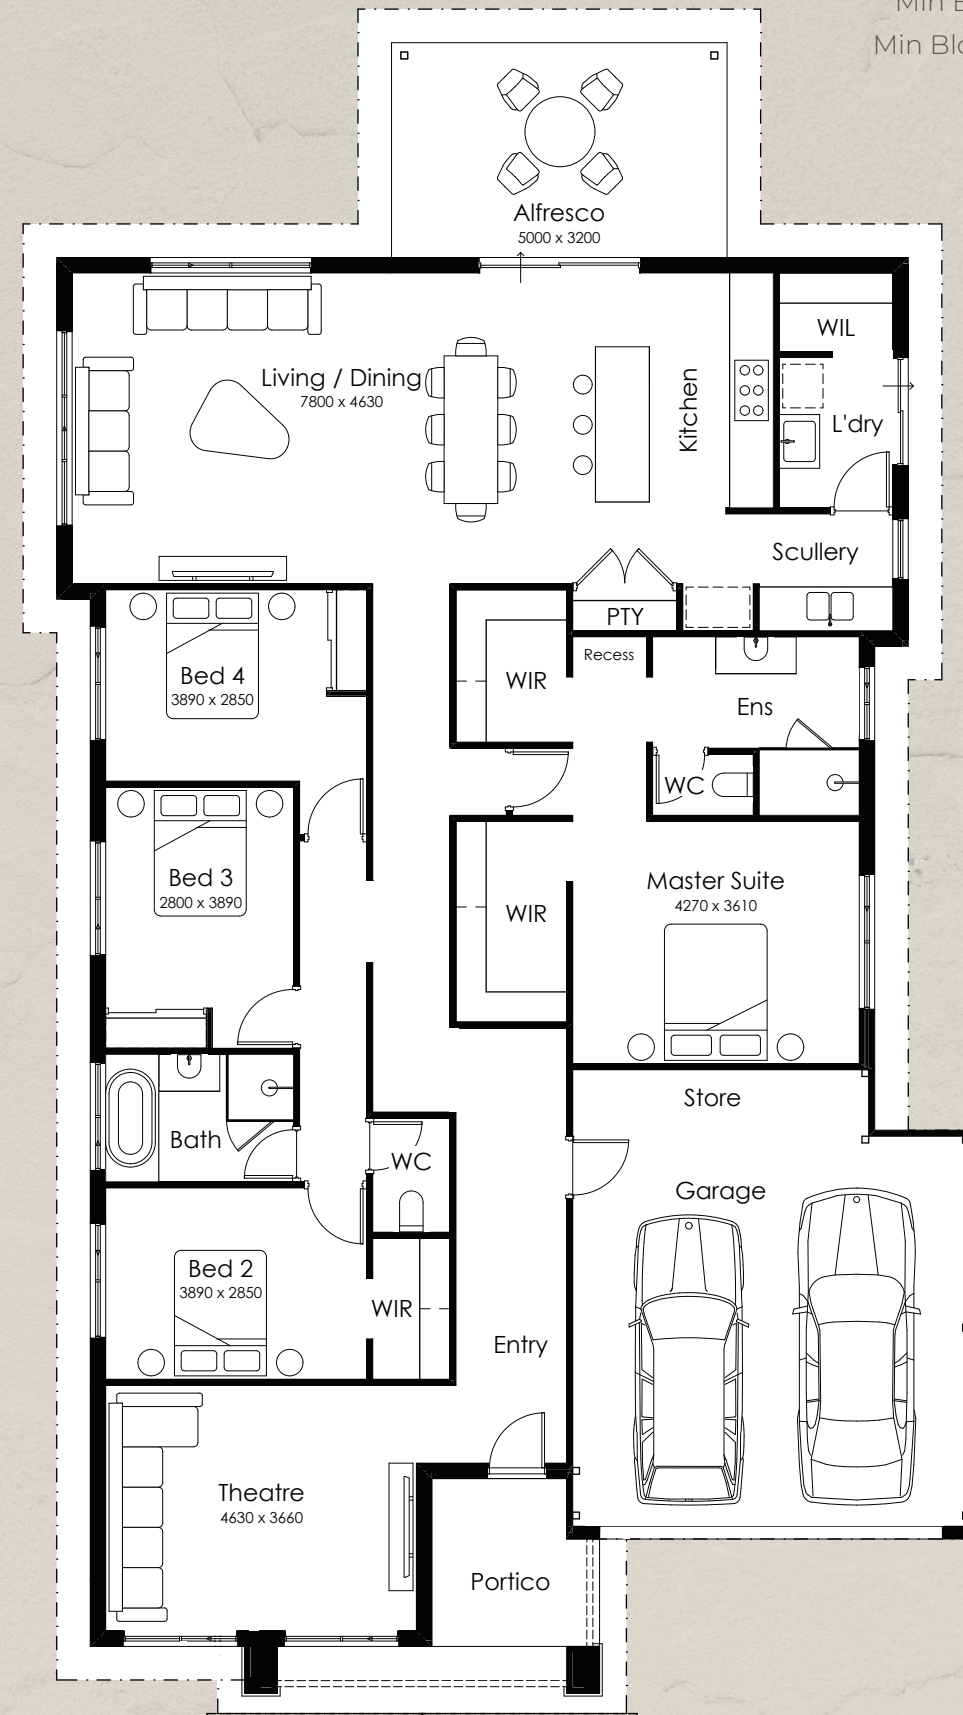 Min Bl
Alfresco
5000 x 3200
WIL
Living / Dining
7800 x 4630
Kitchen
L'dry
Scullery
PTY
Recess
Bed 4
3890 x 2850
WIR
Ens
WC
Bed 3
2800 x 3890
WIR
Master Suite
4270 x 3610
Store
Bath
WC
Garage
Bed 2
3890 x 2850
WIR
Entry
Theatre
4630 x 3660
Portico